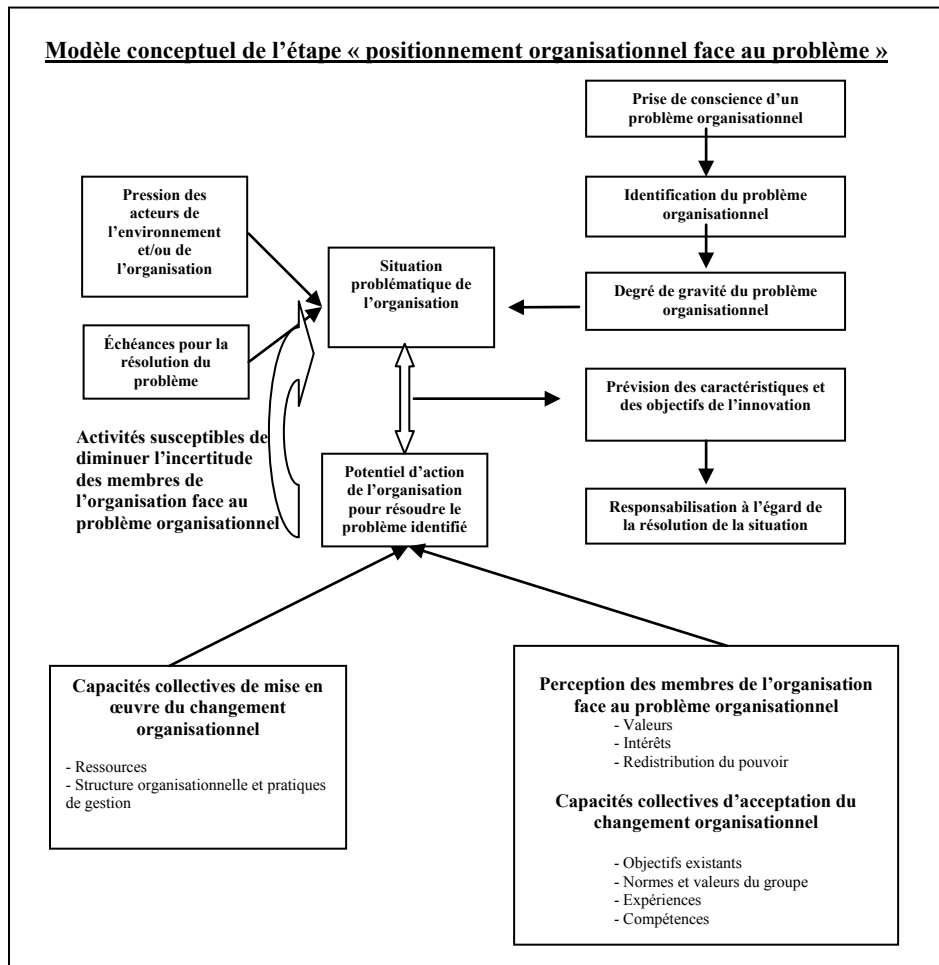 Modèle conceptuel de l’étape « positionnement organisationnel face au problème »
Prise de conscience d’un
problème organisationnel
Identification du problème
organisationnel
Degré de gravité du problème
organisationnel
Pression des
acteurs de
l’environnement
et/ou de
l’organisation
Situation
problématique de
l’organisation
Échéances pour la
résolution du
problème
Prévision des caractéristiques et
des objectifs de l’innovation
Activités susceptibles de
diminuer l’incertitude
des membres de
l’organisation face au
problème organisationnel
Potentiel d’action
de l’organisation
pour résoudre le
problème identifié
Responsabilisation à l’égard de
la résolution de la situation
Capacités collectives de mise en
œuvre du changement
organisationnel
- Ressources
- Structure organisationnelle et pratiques
de gestion
Perception des membres de l’organisation
face au problème organisationnel
- Valeurs
- Intérêts
- Redistribution du pouvoir
Capacités collectives d’acceptation du
changement organisationnel
- Objectifs existants
- Normes et valeurs du groupe
- Expériences
- Compétences